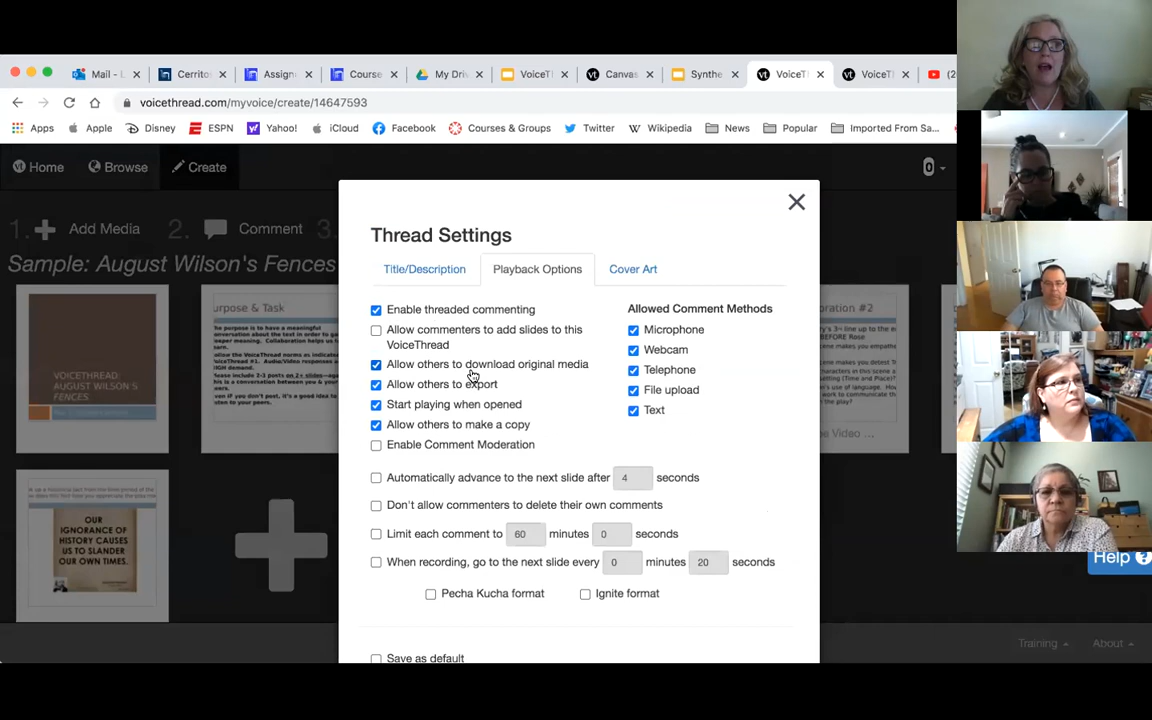 Mail - L
Cerrito
Assignm
Course
My Driv
VoiceT
Canvas
Synthe
VoiceT
VoiceT
(2
voicethread.com/myvoice/create/14647593
Apps
Apple
Disney
ESPN
Yahoo!
iCloud
Facebook
Courses & Groups
Twitter
Wikipedia
News
Popular
Imported From Sa...
Home
Browse
Create
0
1. Add Media
2. Comment
3.
Sample: August Wilson's Fences
VOICETHREAD:
AUGUST WILSON'S
FENCES
urpose & Task
OUR
IGNORANCE OF
HISTORY CAUSES
US TO SLANDER
OUR OWN TIMES.
Thread Settings
Title/Description
Playback Options
Cover Art
Enable threaded commenting
Allow commenters to add slides to this
VoiceThread
Allow others to download original media
Allow others to export
Start playing when opened
Allow others to make a copy
Enable Comment Moderation
Allowed Comment Methods
Microphone
Webcam
Telephone
File upload
Text
Automatically advance to the next slide after 4 seconds
Don't allow commenters to delete their own comments
Limit each comment to 60 minutes 0 seconds
When recording, go to the next slide every 0 minutes 20 seconds
Pecha Kucha format
Ignite format
Save as default
ration #2
e Video ...
Help ?
Training
About